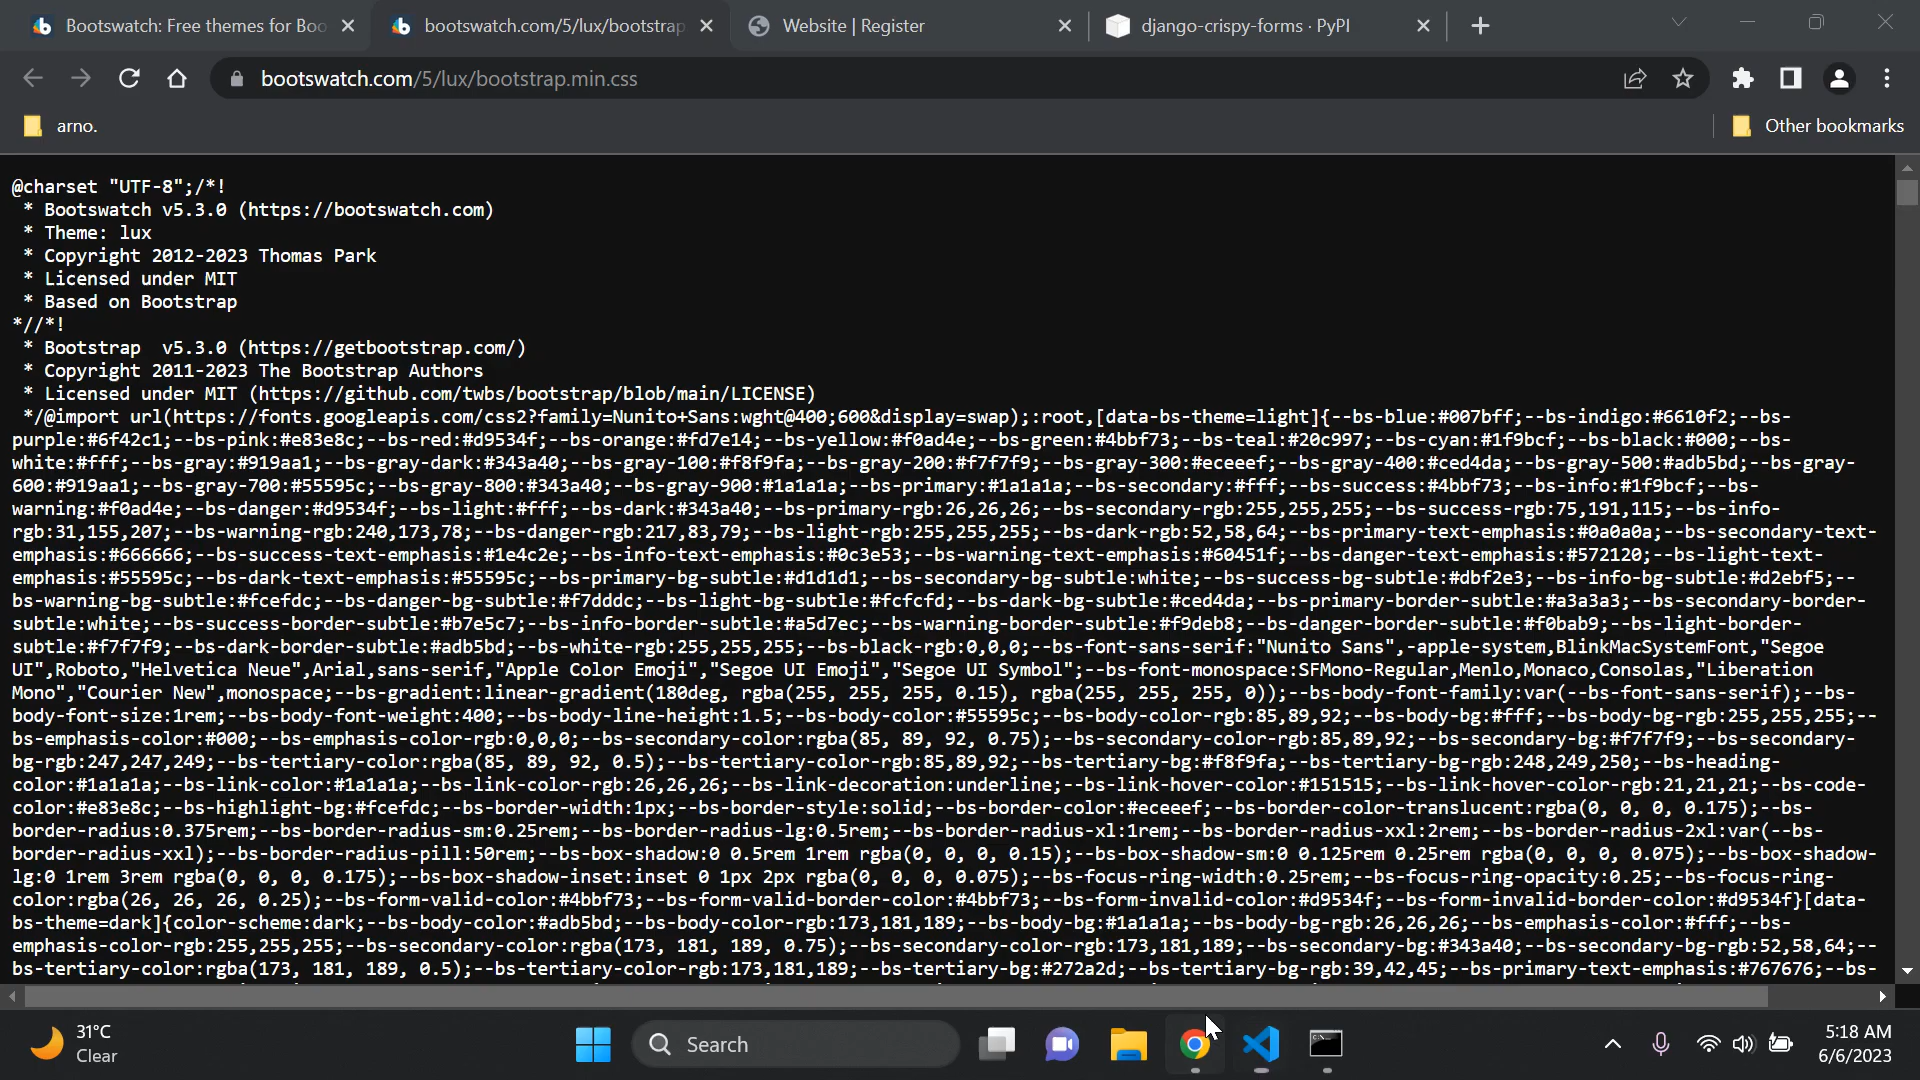 Bootswatch: Free themes for Boo
bootswatch.com/5/lux/bootstrap
Website | Register
django-crispy-forms · PyPI
bootswatch.com/5/lux/bootstrap.min.css
arno.
Other bookmarks
@charset "UTF-8";/*!
* Bootswatch v5.3.0 (https://bootswatch.com)
* Theme: lux
* Copyright 2012-2023 Thomas Park
* Licensed under MIT
* Based on Bootstrap
*//*!
* Bootstrap  v5.3.0 (https://getbootstrap.com/)
* Copyright 2011-2023 The Bootstrap Authors
* Licensed under MIT (https://github.com/twbs/bootstrap/blob/main/LICENSE)
*/@import url(https://fonts.googleapis.com/css2?family=Nunito+Sans:wght@400;600&display=swap);:root,[data-bs-theme=light]{--bs-blue:#007bff;--bs-indigo:#6610f2;--bs-
purple:#6f42c1;--bs-pink:#e83e8c;--bs-red:#d9534f;--bs-orange:#fd7e14;--bs-yellow:#f0ad4e;--bs-green:#4bbf73;--bs-teal:#20c997;--bs-cyan:#1f9bcf;--bs-black:#000;--bs-
white:#fff;--bs-gray:#919aa1;--bs-gray-dark:#343a40;--bs-gray-100:#f8f9fa;--bs-gray-200:#f7f7f9;--bs-gray-300:#eceeef;--bs-gray-400:#ced4da;--bs-gray-500:#adb5bd;--bs-gray-
600:#919aa1;--bs-gray-700:#55595c;--bs-gray-800:#343a40;--bs-gray-900:#1a1a1a;--bs-primary:#1a1a1a;--bs-secondary:#fff;--bs-success:#4bbf73;--bs-info:#1f9bcf;--bs-
warning:#f0ad4e;--bs-danger:#d9534f;--bs-light:#fff;--bs-dark:#343a40;--bs-primary-rgb:26,26,26;--bs-secondary-rgb:255,255,255;--bs-success-rgb:75,191,115;--bs-info-
rgb:31,155,207;--bs-warning-rgb:240,173,78;--bs-danger-rgb:217,83,79;--bs-light-rgb:255,255,255;--bs-dark-rgb:52,58,64;--bs-primary-text-emphasis:#0a0a0a;--bs-secondary-text-
emphasis:#666666;--bs-success-text-emphasis:#1e4c2e;--bs-info-text-emphasis:#0c3e53;--bs-warning-text-emphasis:#60451f;--bs-danger-text-emphasis:#572120;--bs-light-text-
emphasis:#55595c;--bs-dark-text-emphasis:#55595c;--bs-primary-bg-subtle:#d1d1d1;--bs-secondary-bg-subtle:white;--bs-success-bg-subtle:#dbf2e3;--bs-info-bg-subtle:#d2ebf5;--
bs-warning-bg-subtle:#fcefdc;--bs-danger-bg-subtle:#f7dddc;--bs-light-bg-subtle:#fcfcfd;--bs-dark-bg-subtle:#ced4da;--bs-primary-border-subtle:#a3a3a3;--bs-secondary-border-
subtle:white;--bs-success-border-subtle:#b7e5c7;--bs-info-border-subtle:#a5d7ec;--bs-warning-border-subtle:#f9deb8;--bs-danger-border-subtle:#f0bab9;--bs-light-border-
subtle:#f7f7f9;--bs-dark-border-subtle:#adb5bd;--bs-white-rgb:255,255,255;--bs-black-rgb:0,0,0;--bs-font-sans-serif:"Nunito Sans",-apple-system,BlinkMacSystemFont,"Segoe
UI",Roboto,"Helvetica Neue",Arial,sans-serif,"Apple Color Emoji","Segoe UI Emoji","Segoe UI Symbol";--bs-font-monospace:SFMono-Regular,Menlo,Monaco,Consolas,"Liberation
Mono","Courier New",monospace;--bs-gradient:linear-gradient(180deg, rgba(255, 255, 255, 0.15), rgba(255, 255, 255, 0));--bs-body-font-family:var(--bs-font-sans-serif);--bs-
body-font-size:1rem;--bs-body-font-weight:400;--bs-body-line-height:1.5;--bs-body-color:#55595c;--bs-body-color-rgb:85,89,92;--bs-body-bg:#fff;--bs-body-bg-rgb:255,255,255;--
bs-emphasis-color:#000;--bs-emphasis-color-rgb:0,0,0;--bs-secondary-color:rgba(85, 89, 92, 0.75);--bs-secondary-color-rgb:85,89,92;--bs-secondary-bg:#f7f7f9;--bs-secondary-
bg-rgb:247,247,249;--bs-tertiary-color:rgba(85, 89, 92, 0.5);--bs-tertiary-color-rgb:85,89,92;--bs-tertiary-bg:#f8f9fa;--bs-tertiary-bg-rgb:248,249,250;--bs-heading-
color:#1a1a1a;--bs-link-color:#1a1a1a;--bs-link-color-rgb:26,26,26;--bs-link-decoration:underline;--bs-link-hover-color:#151515;--bs-link-hover-color-rgb:21,21,21;--bs-code-
color:#e83e8c;--bs-highlight-bg:#fcefdc;--bs-border-width:1px;--bs-border-style:solid;--bs-border-color:#eceeef;--bs-border-color-translucent:rgba(0, 0, 0, 0.175);--bs-
border-radius:0.375rem;--bs-border-radius-sm:0.25rem;--bs-border-radius-lg:0.5rem;--bs-border-radius-xl:1rem;--bs-border-radius-xxl:2rem;--bs-border-radius-2xl:var(--bs-
border-radius-xxl);--bs-border-radius-pill:50rem;--bs-box-shadow:0 0.5rem 1rem rgba(0, 0, 0, 0.15);--bs-box-shadow-sm:0 0.125rem 0.25rem rgba(0, 0, 0, 0.075);--bs-box-shadow-
lg:0 1rem 3rem rgba(0, 0, 0, 0.175);--bs-box-shadow-inset:inset 0 1px 2px rgba(0, 0, 0, 0.075);--bs-focus-ring-width:0.25rem;--bs-focus-ring-opacity:0.25;--bs-focus-ring-
color:rgba(26, 26, 26, 0.25);--bs-form-valid-color:#4bbf73;--bs-form-valid-border-color:#4bbf73;--bs-form-invalid-color:#d9534f;--bs-form-invalid-border-color:#d9534f}[data-
bs-theme=dark]{color-scheme:dark;--bs-body-color:#adb5bd;--bs-body-color-rgb:173,181,189;--bs-body-bg:#1a1a1a;--bs-body-bg-rgb:26,26,26;--bs-emphasis-color:#fff;--bs-
emphasis-color-rgb:255,255,255;--bs-secondary-color:rgba(173, 181, 189, 0.75);--bs-secondary-color-rgb:173,181,189;--bs-secondary-bg:#343a40;--bs-secondary-bg-rgb:52,58,64;--
bs-tertiary-color:rgba(173, 181, 189, 0.5);--bs-tertiary-color-rgb:173,181,189;--bs-tertiary-bg:#272a2d;--bs-tertiary-bg-rgb:39,42,45;--bs-primary-text-emphasis:#767676;--bs-
31°C
Clear
Search
5:18 AM
6/6/2023